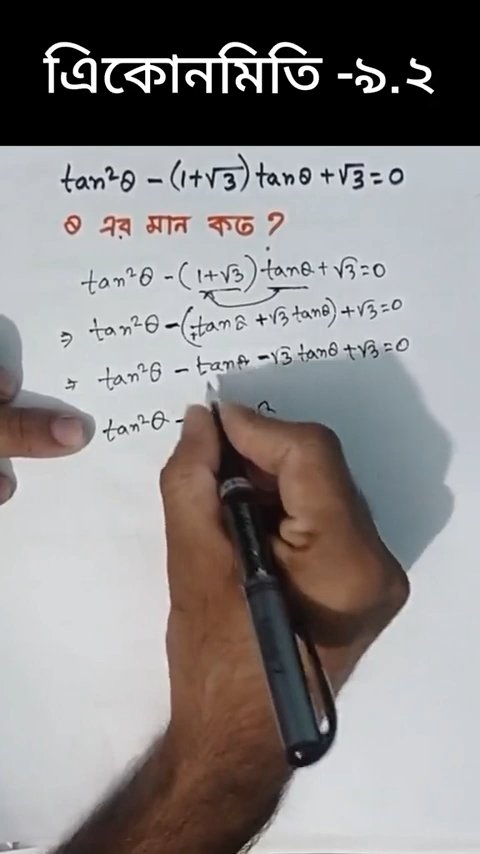 ত্রিকোনমিতি -৯.২
tan²θ - (1+√3) tanθ + √3 = 0
θ এর মান কত ?
tan²θ - (1+√3) tanθ + √3 = 0
⇒ tan²θ - (tanθ + √3 tanθ) + √3 = 0
⇒ tan²θ - tanθ - √3 tanθ + √3 = 0
tan²θ -